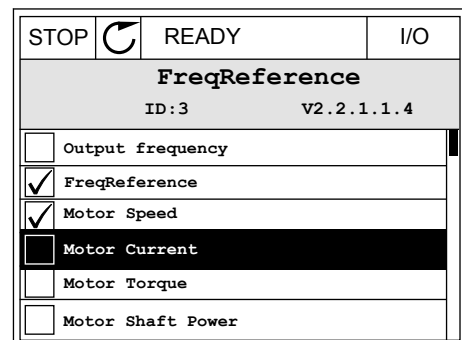 STOP READY I/O
FreqReference
ID:3 V2.2.1.1.4
Output frequency
FreqReference
Motor Speed
Motor Current
Motor Torque
Motor Shaft Power